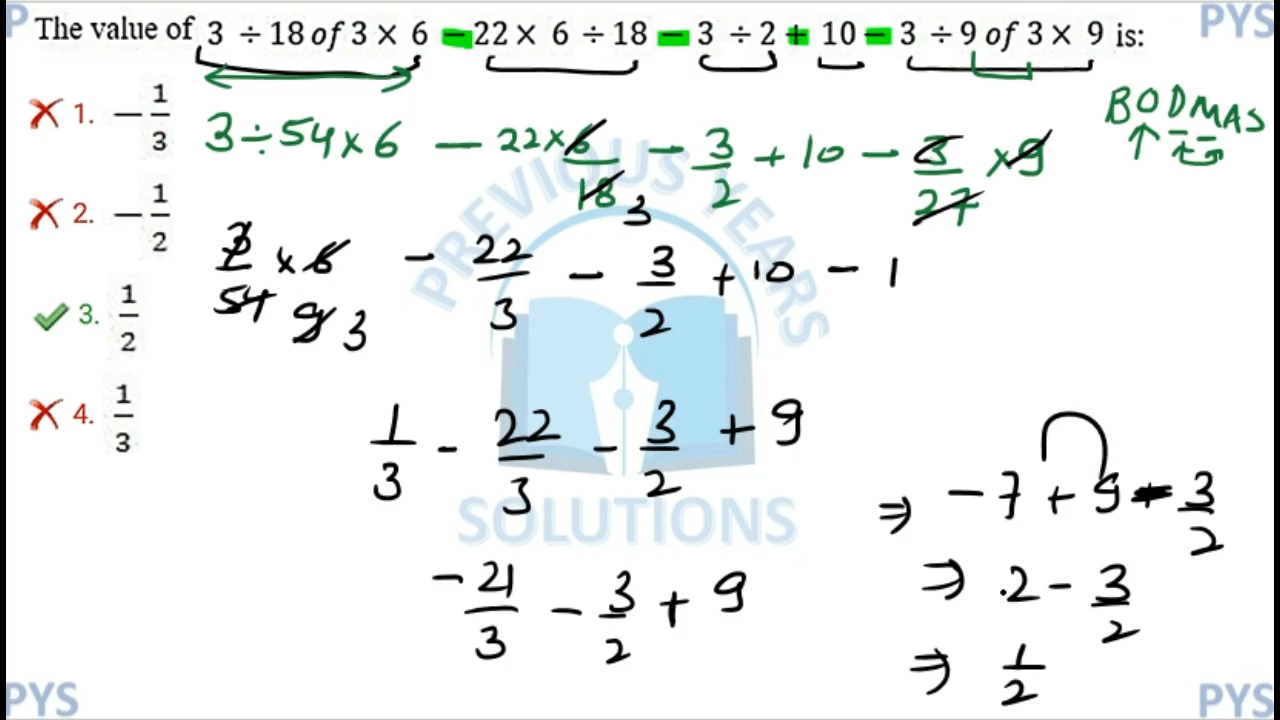 The value of 3 ÷ 18 of 3 × 6 − 22 × 6 ÷ 18 − 3 ÷ 2 + 10 − 3 ÷ 9 of 3 × 9 is:
PYS
1. − 1/3
2. − 1/2
3. 1/2
4. 1/3
BODMAS
3 ÷ 54 × 6 − 22 × 6/18 3 − 3/2 + 10 − 3/27 × 9
3/54 × 6 9 3 − 22/3 − 3/2 + 10 − 1
1/3 − 22/3 − 3/2 + 9
− 21/3 − 3/2 + 9
⇒ − 7 + 9 − 3/2
⇒ 2 − 3/2
⇒ 1/2
PREVIOUS YEARS
SOLUTIONS
PYS
PYS